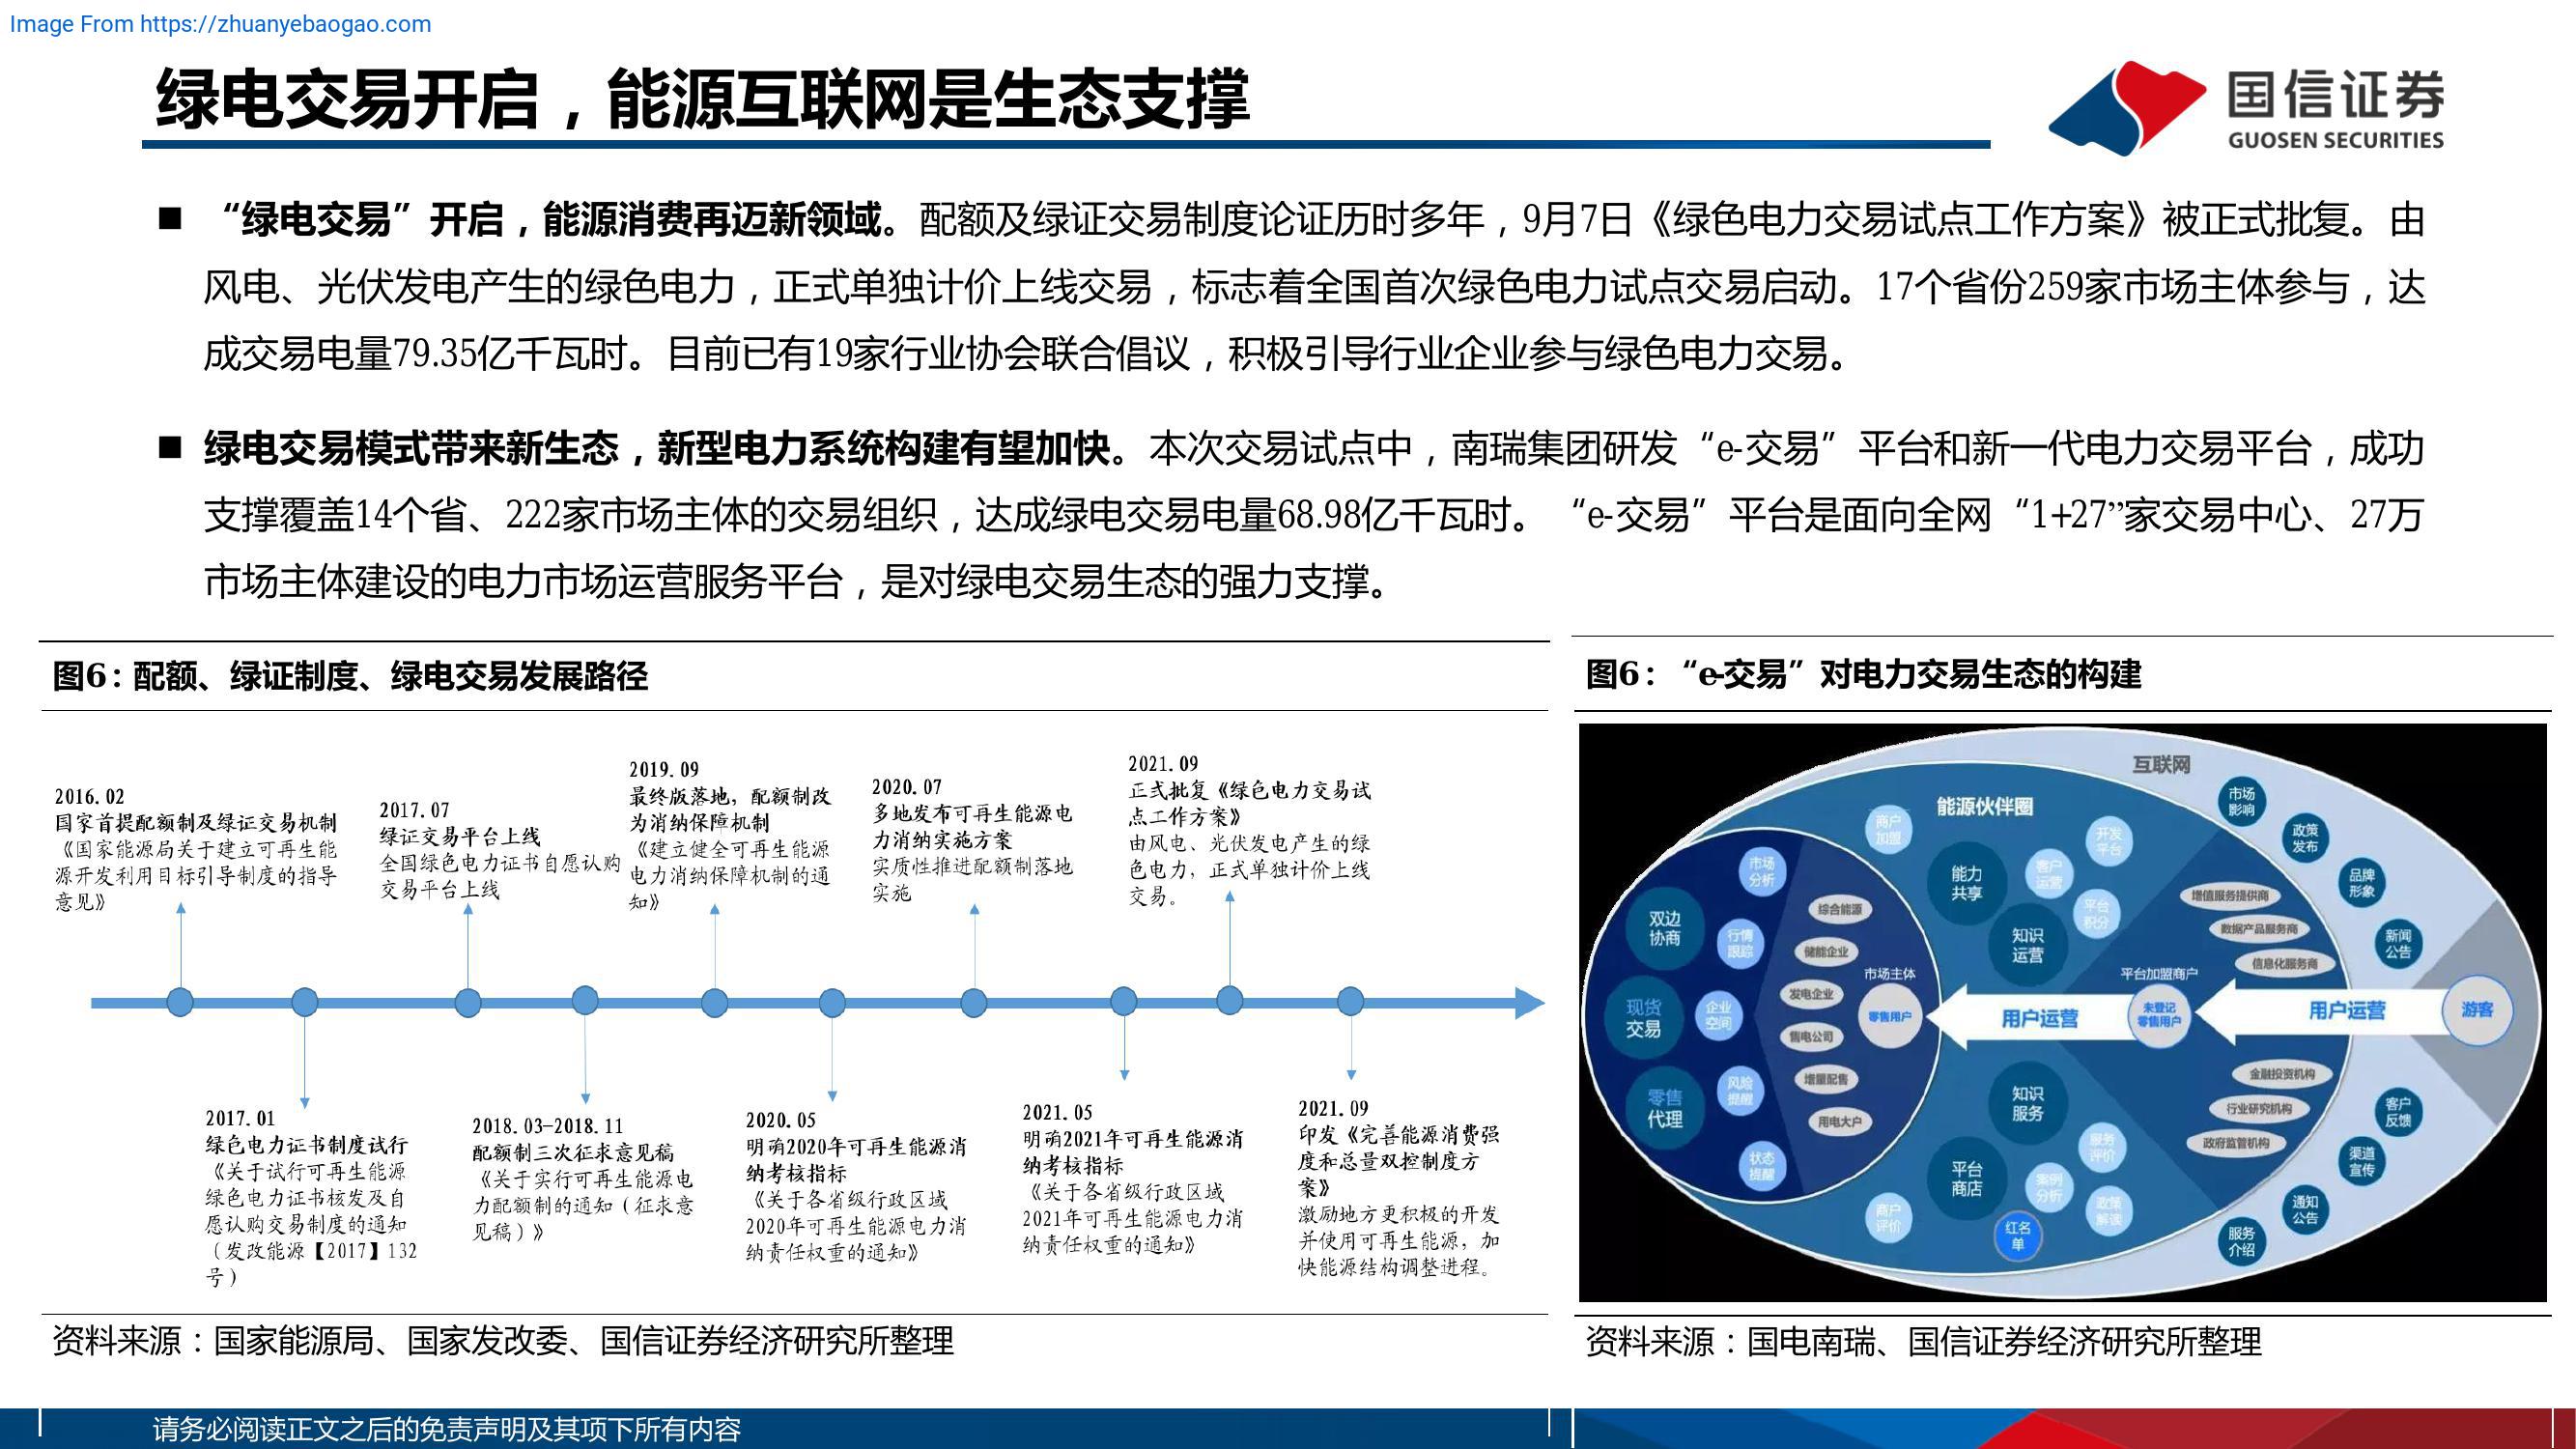 Image From https://zhuanyebaogao.com
绿电交易开启，能源互联网是生态支撑
国信证券
GUOSEN SECURITIES
■ “绿电交易”开启，能源消费再迈新领域。配额及绿证交易制度论证历时多年，9月7日《绿色电力交易试点工作方案》被正式批复。由
风电、光伏发电产生的绿色电力，正式单独计价上线交易，标志着全国首次绿色电力试点交易启动。17个省份259家市场主体参与，达
成交易电量79.35亿千瓦时。目前已有19家行业协会联合倡议，积极引导行业企业参与绿色电力交易。
■ 绿电交易模式带来新生态，新型电力系统构建有望加快。本次交易试点中，南瑞集团研发“e-交易”平台和新一代电力交易平台，成功
支撑覆盖14个省、222家市场主体的交易组织，达成绿电交易电量68.98亿千瓦时。“e-交易”平台是面向全网“1+27”家交易中心、27万
市场主体建设的电力市场运营服务平台，是对绿电交易生态的强力支撑。
图6：配额、绿证制度、绿电交易发展路径
2016.02
国家首提配额制及绿证交易机制
《国家能源局关于建立可再生能
源开发利用目标引导制度的指导
意见》
2017.07
绿证交易平台上线
全国绿色电力证书自愿认购
交易平台上线
2019.09
最终版落地，配额制改
为消纳保障机制
《建立健全可再生能源
电力消纳保障机制的通
知》
2020.07
多地发布可再生能源电
力消纳实施方案
实质性推进配额制落地
实施
2021.09
正式批复《绿色电力交易试
点工作方案》
由风电、光伏发电产生的绿
色电力，正式单独计价上线
交易。
2017.01
绿色电力证书制度试行
《关于试行可再生能源
绿色电力证书核发及自
愿认购交易制度的通知
（发改能源【2017】132
号）
2018.03-2018.11
配额制三次征求意见稿
《关于实行可再生能源电
力配额制的通知（征求意
见稿）》
2020.05
明确2020年可再生能源消
纳考核指标
《关于各省级行政区域
2020年可再生能源电力消
纳责任权重的通知》
2021.05
明确2021年可再生能源消
纳考核指标
《关于各省级行政区域
2021年可再生能源电力消
纳责任权重的通知》
2021.09
印发《完善能源消费强
度和总量双控制度方
案》
激励地方更积极的开发
并使用可再生能源，加
快能源结构调整进程。
资料来源：国家能源局、国家发改委、国信证券经济研究所整理
图6：“e-交易”对电力交易生态的构建
互联网
能源伙伴圈
市场
影响
政策
发布
品牌
形象
新闻
公告
商户
加盟
开发
平台
客户
运营
平台
积分
能力
共享
知识
运营
市场
分析
行情
跟踪
企业
空间
风险
提醒
状态
提醒
双边
协商
现货
交易
零售
代理
综合能源
储能企业
发电企业
售电公司
增量配售
用电大户
市场主体
零售用户
用户运营
平台加盟商户
未登记
零售用户
用户运营
游客
增值服务提供商
数据产品服务商
信息化服务商
金融投资机构
行业研究机构
政府监管机构
知识
服务
平台
商店
服务
评价
案例
分析
政策
解读
商户
评价
红名
单
客户
反馈
渠道
宣传
通知
公告
服务
介绍
资料来源：国电南瑞、国信证券经济研究所整理
请务必阅读正文之后的免责声明及其项下所有内容